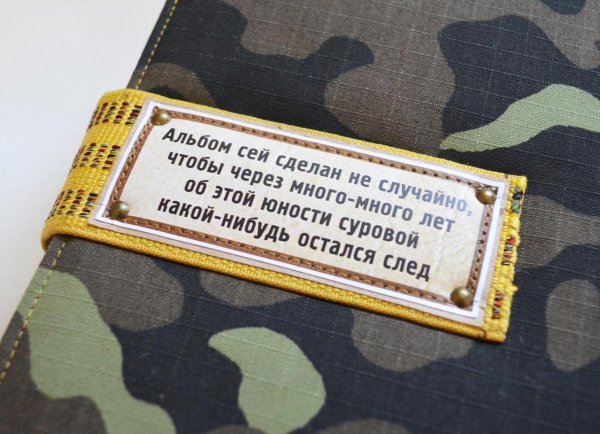 Альбом сей сделан не случайно,
чтобы через много-много лет
об этой юности суровой
какой-нибудь остался след